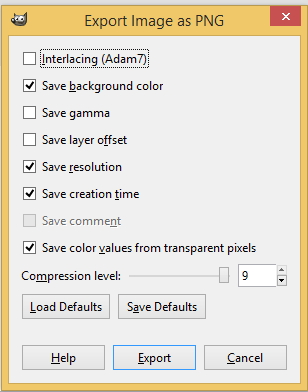 Export Image as PNG
Interlacing (Adam7)
Save background color
Save gamma
Save layer offset
Save resolution
Save creation time
Save comment
Save color values from transparent pixels
Compression level: 9
Load Defaults Save Defaults
Help Export Cancel